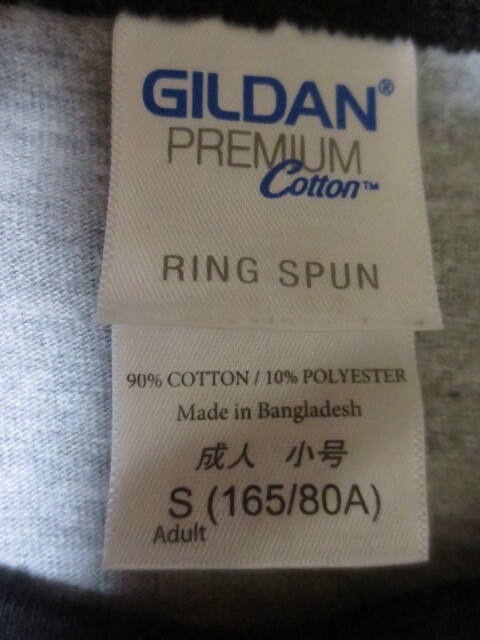 GILDAN®
PREMIUM
Cotton™
RING SPUN
90% COTTON / 10% POLYESTER
Made in Bangladesh
成人 小号
S (165/80A)
Adult